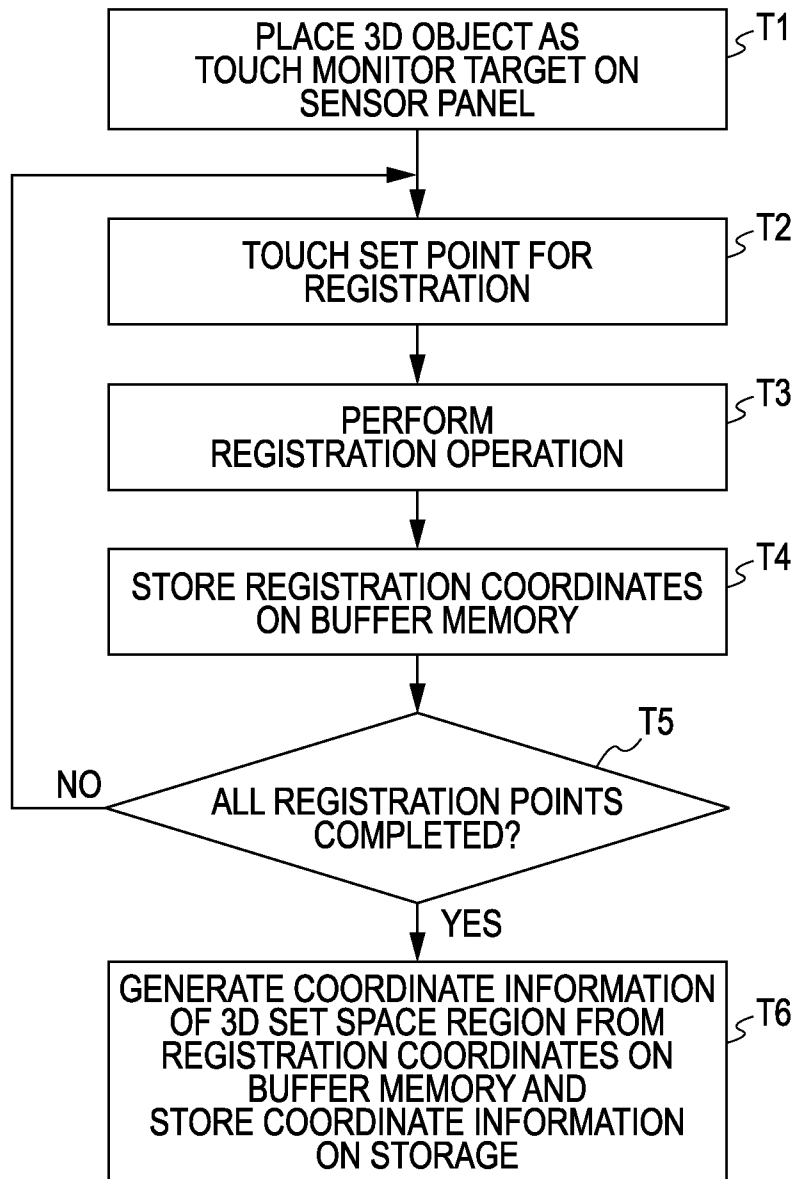 PLACE 3D OBJECT AS
TOUCH MONITOR TARGET ON
SENSOR PANEL
T1
TOUCH SET POINT FOR
REGISTRATION
T2
PERFORM
REGISTRATION OPERATION
T3
STORE REGISTRATION COORDINATES
ON BUFFER MEMORY
T4
T5
ALL REGISTRATION POINTS
COMPLETED?
NO
YES
GENERATE COORDINATE INFORMATION
OF 3D SET SPACE REGION FROM
REGISTRATION COORDINATES ON
BUFFER MEMORY AND
STORE COORDINATE INFORMATION
ON STORAGE
T6